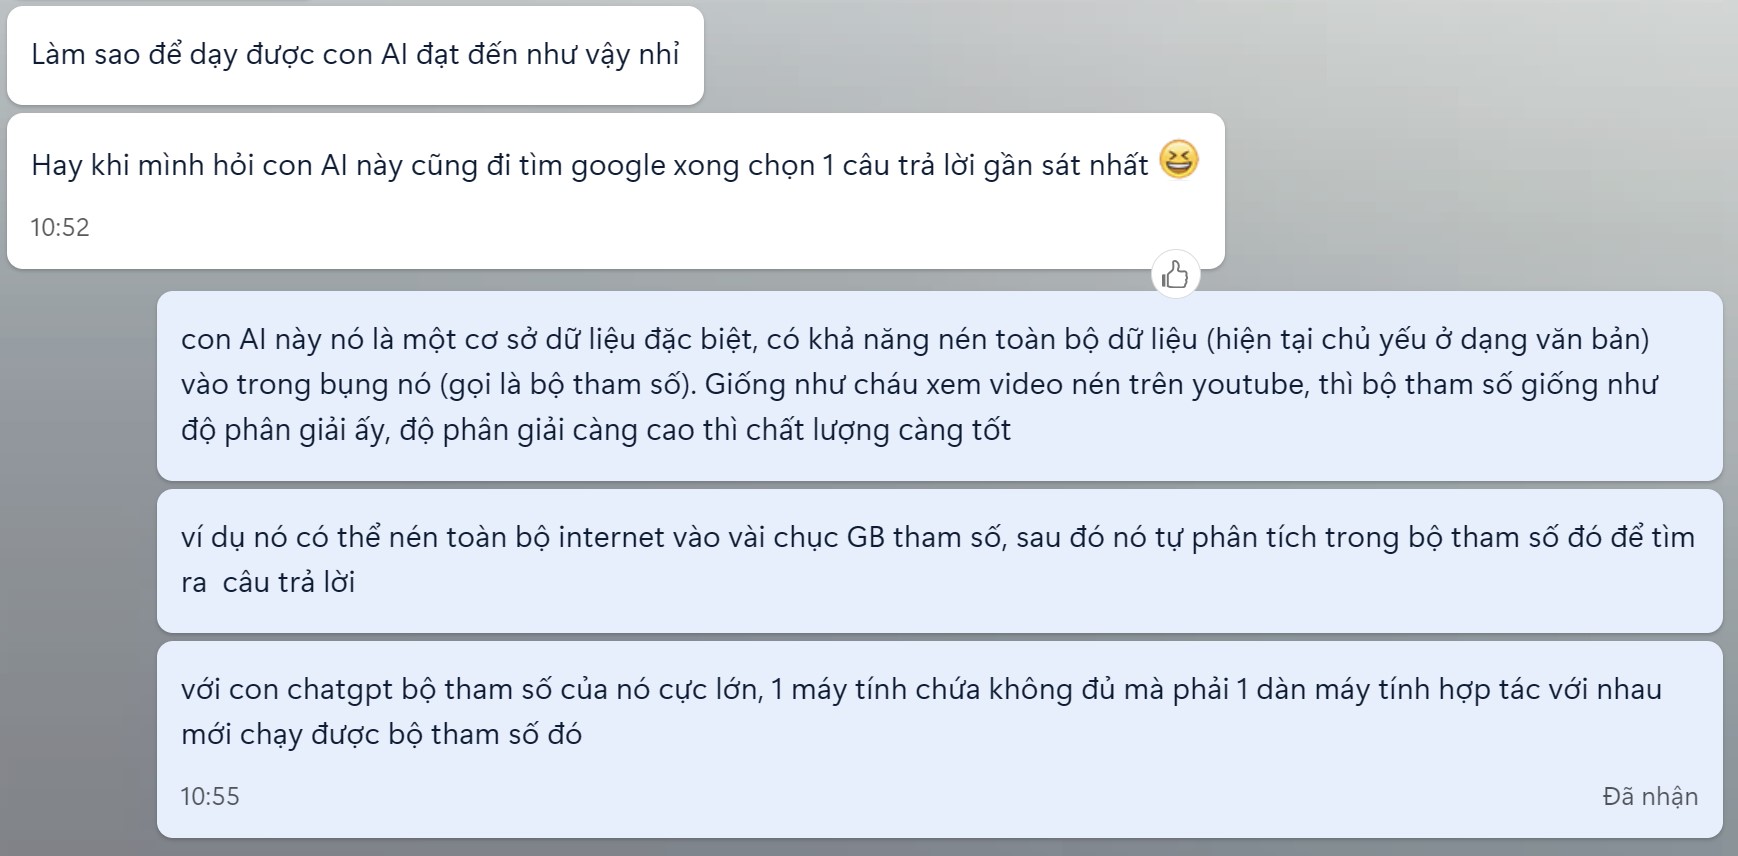 Làm sao để dạy được con AI đạt đến như vậy nhỉ
Hay khi mình hỏi con AI này cũng đi tìm google xong chọn 1 câu trả lời gần sát nhất 😆
10:52
con AI này nó là một cơ sở dữ liệu đặc biệt, có khả năng nén toàn bộ dữ liệu (hiện tại chủ yếu ở dạng văn bản)
vào trong bụng nó (gọi là bộ tham số). Giống như cháu xem video nén trên youtube, thì bộ tham số giống như
độ phân giải ấy, độ phân giải càng cao thì chất lượng càng tốt
ví dụ nó có thể nén toàn bộ internet vào vài chục GB tham số, sau đó nó tự phân tích trong bộ tham số đó để tìm
ra  câu trả lời
với con chatgpt bộ tham số của nó cực lớn, 1 máy tính chứa không đủ mà phải 1 dàn máy tính hợp tác với nhau
mới chạy được bộ tham số đó
10:55
Đã nhận